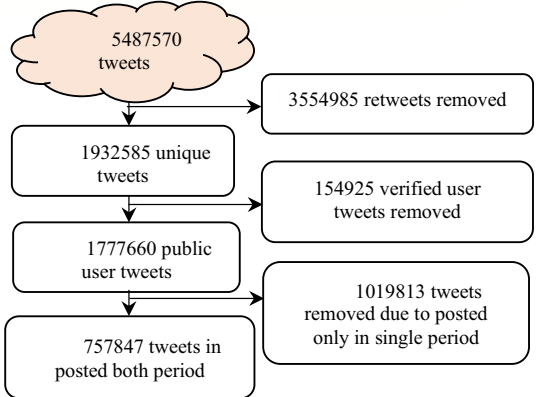 5487570
tweets
3554985 retweets removed
1932585 unique
tweets
154925 verified user
tweets removed
1777660 public
user tweets
1019813 tweets
removed due to posted
only in single period
757847 tweets in
posted both period